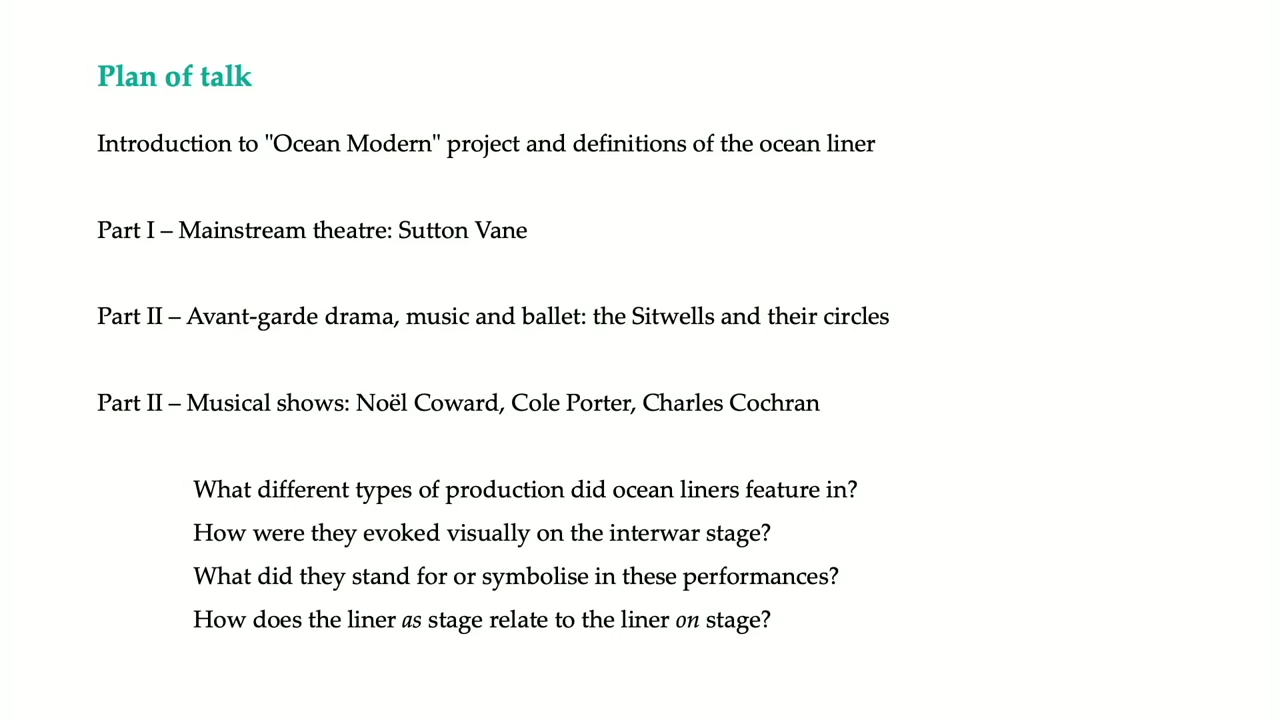 Plan of talk
Introduction to "Ocean Modern" project and definitions of the ocean liner
Part I – Mainstream theatre: Sutton Vane
Part II – Avant-garde drama, music and ballet: the Sitwells and their circles
Part II – Musical shows: Noël Coward, Cole Porter, Charles Cochran
What different types of production did ocean liners feature in?
How were they evoked visually on the interwar stage?
What did they stand for or symbolise in these performances?
How does the liner as stage relate to the liner on stage?